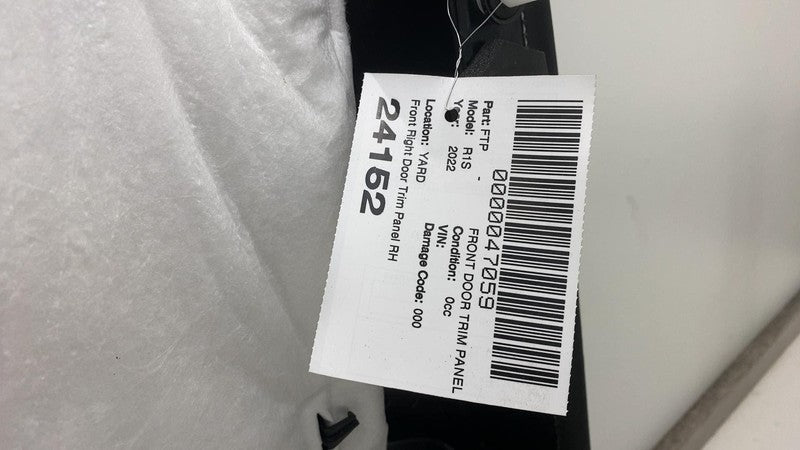 0000047059
Part: FTP - FRONT DOOR TRIM PANEL
Model: R1S Condition: 0cc
Year: 2022 VIN:
Location: YARD Damage Code: 000
Front Right Door Trim Panel RH
24152